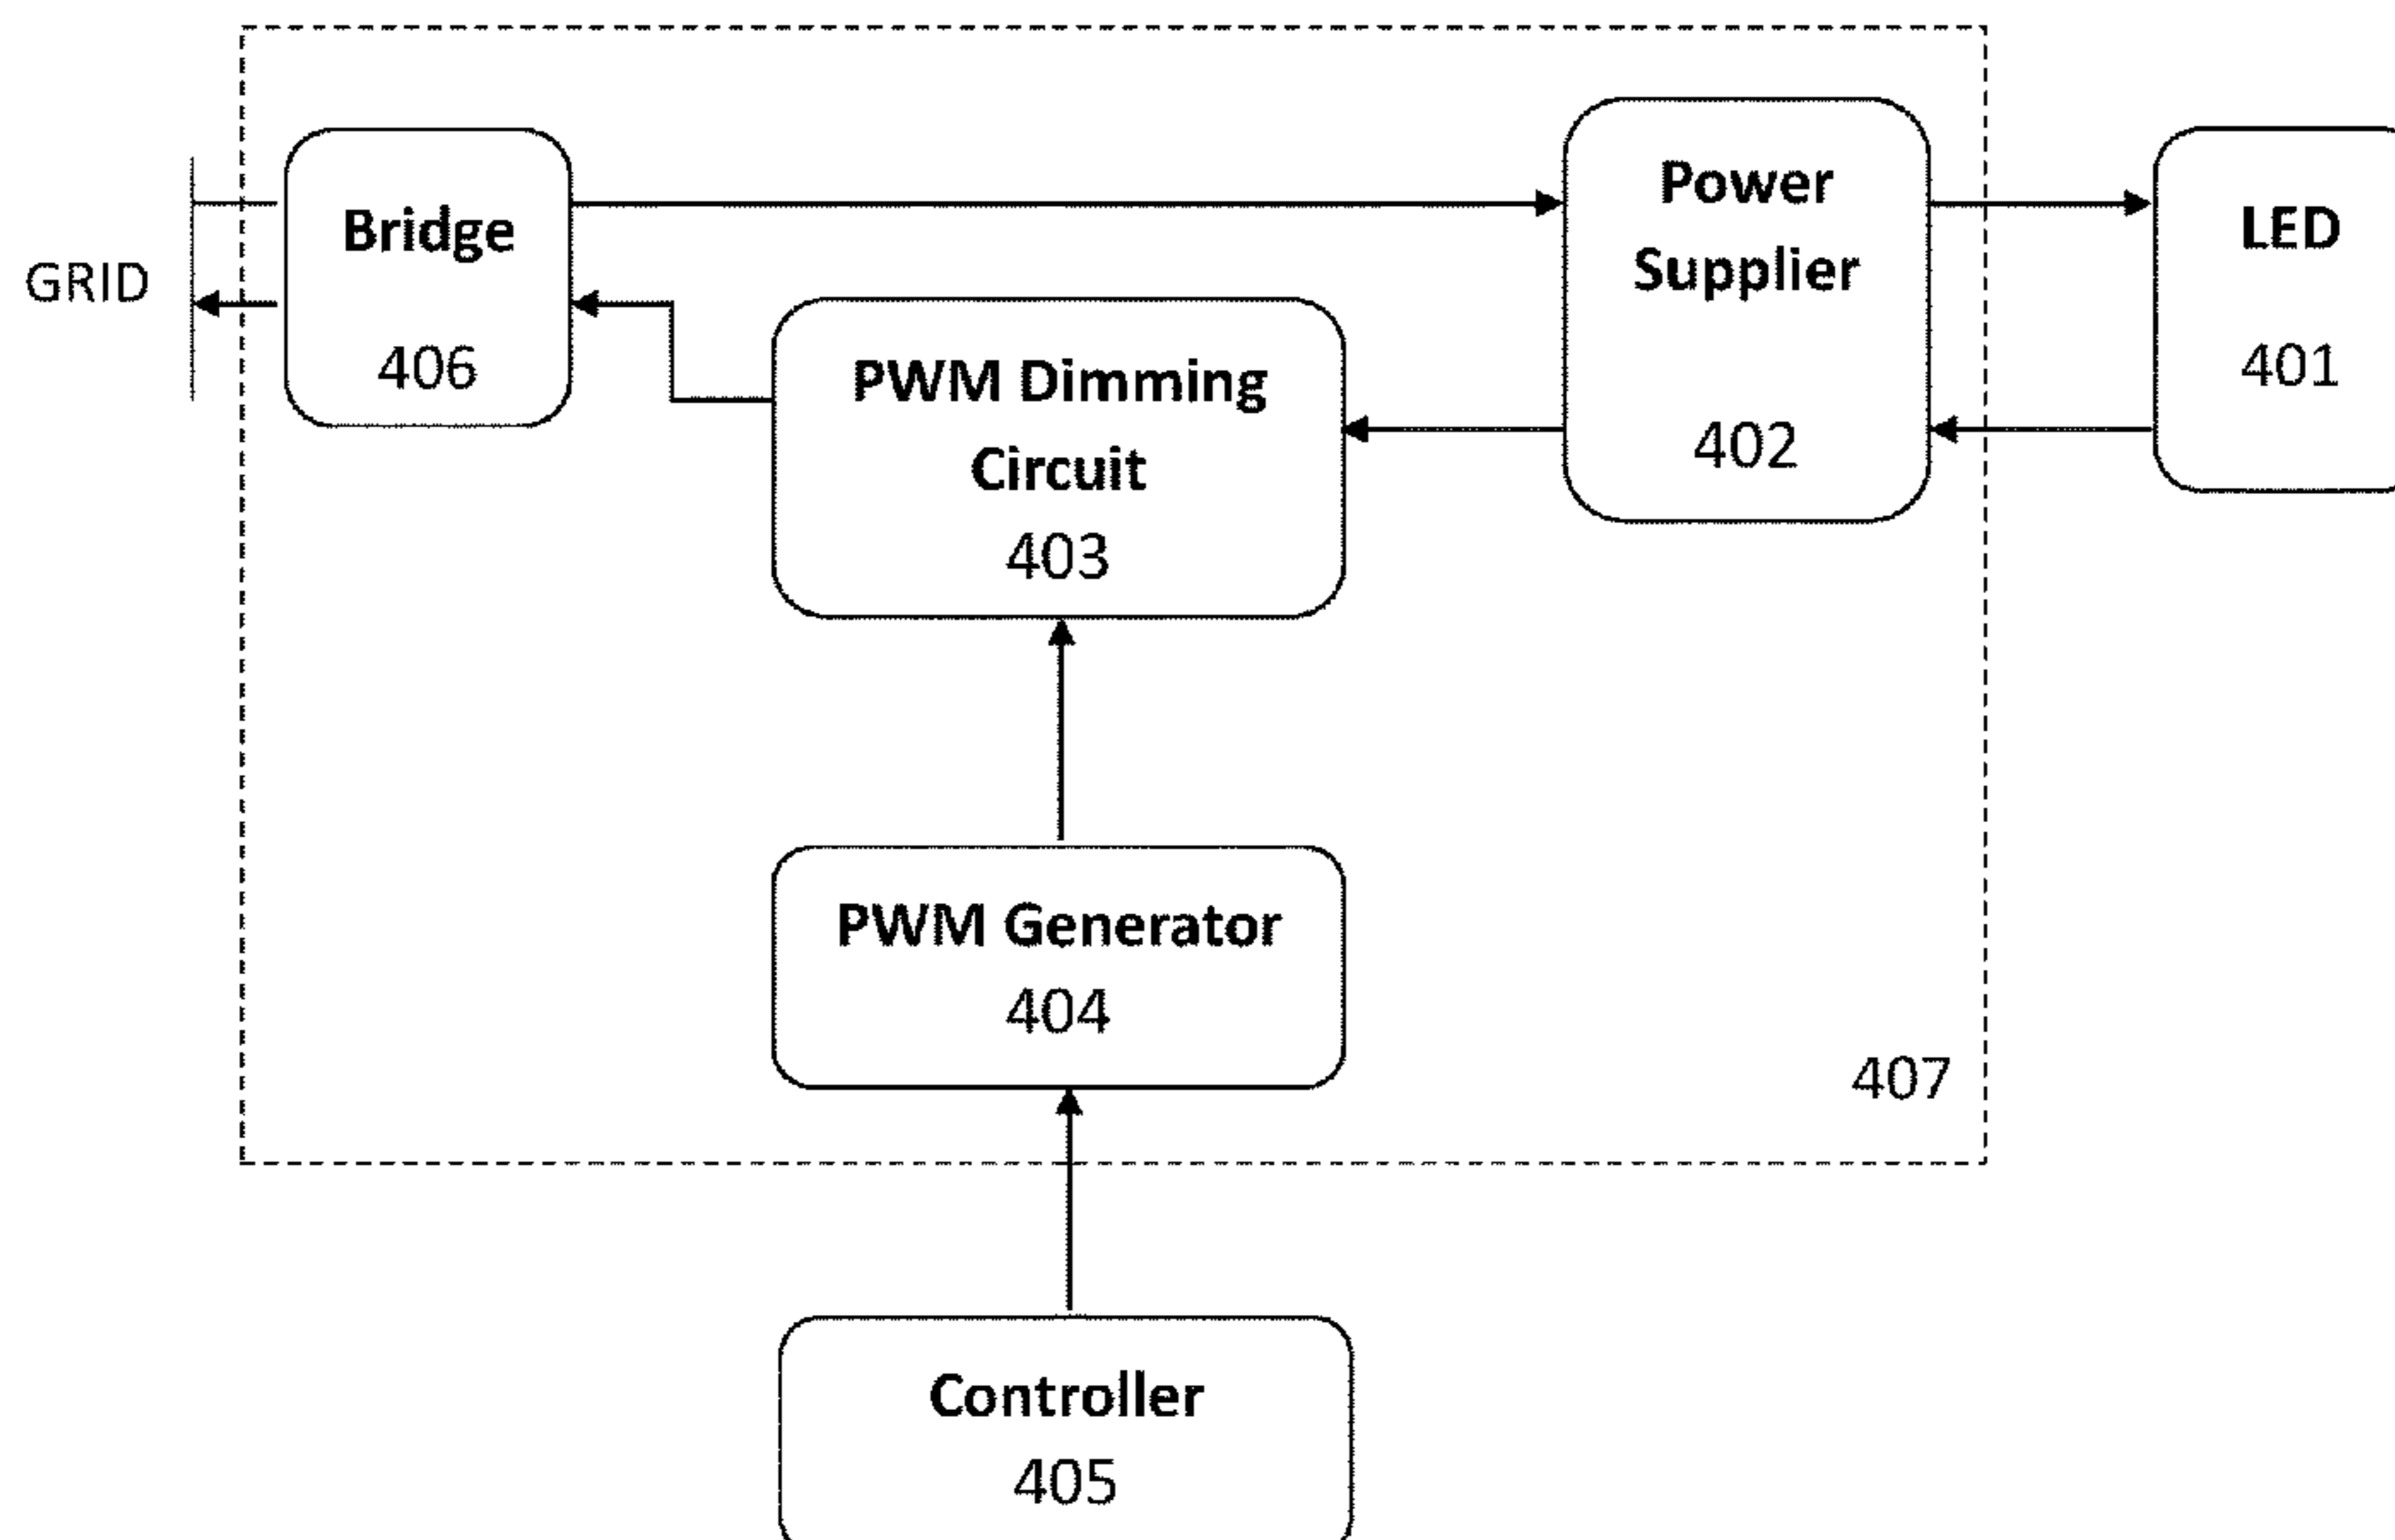 GRID
Bridge
406
Power
Supplier
402
LED
401
PWM Dimming
Circuit
403
PWM Generator
404
407
Controller
405